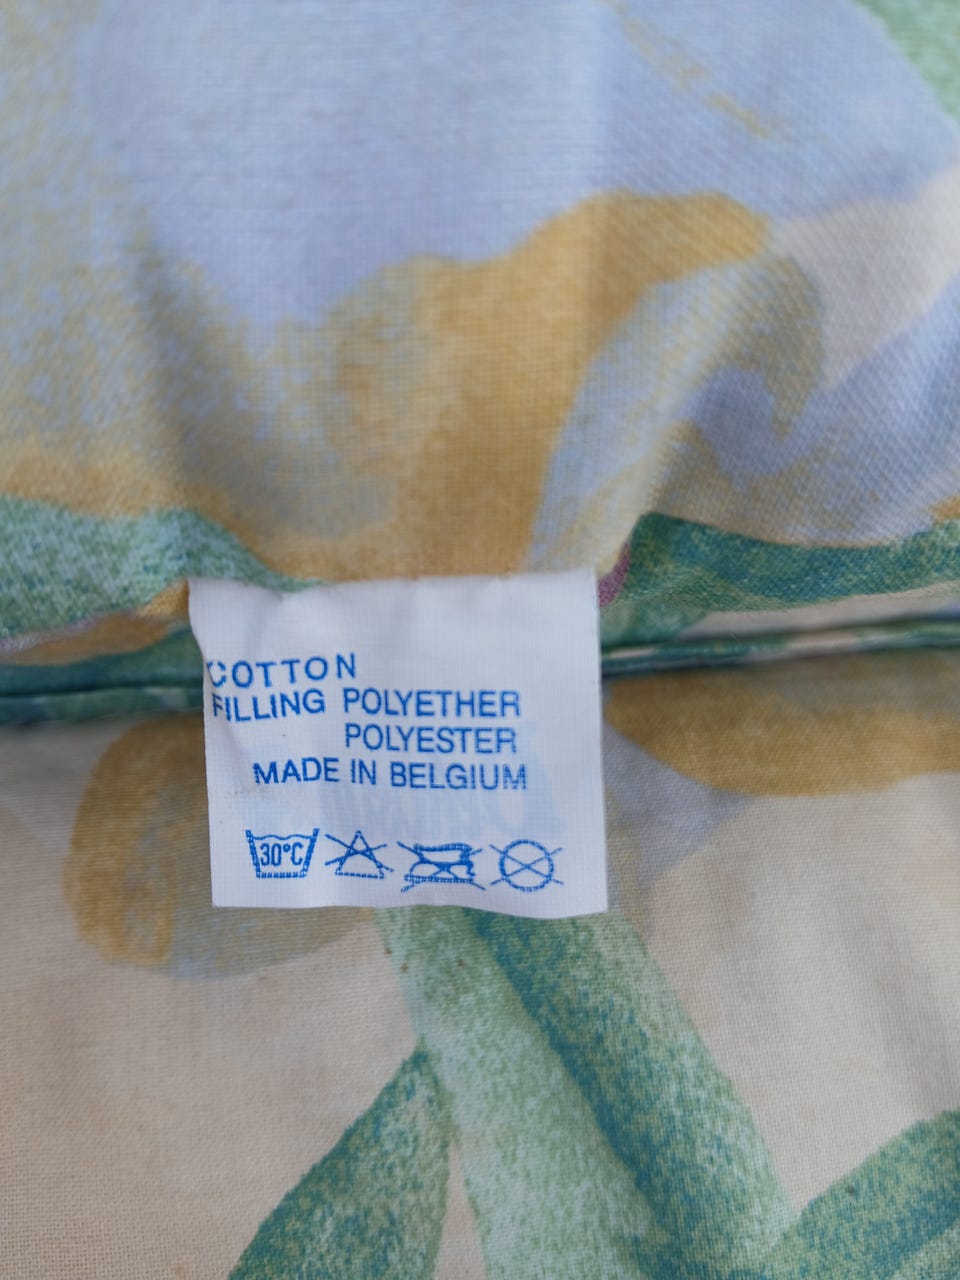 COTTON
FILLING POLYETHER
POLYESTER
MADE IN BELGIUM
30°C